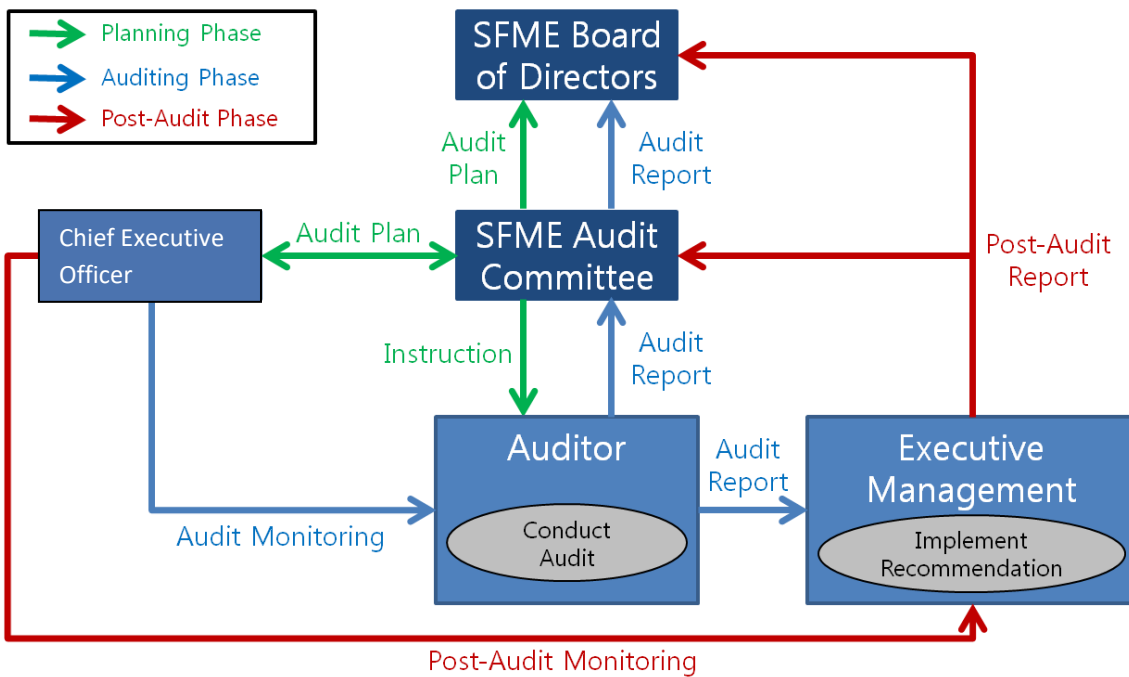 Planning Phase
Auditing Phase
Post-Audit Phase
SFME Board
of Directors
Audit
Plan
Audit
Report
Chief Executive
Officer
Audit Plan
SFME Audit
Committee
Post-Audit
Report
Instruction
Audit
Report
Auditor
Conduct
Audit
Audit
Report
Executive
Management
Implement
Recommendation
Audit Monitoring
Post-Audit Monitoring